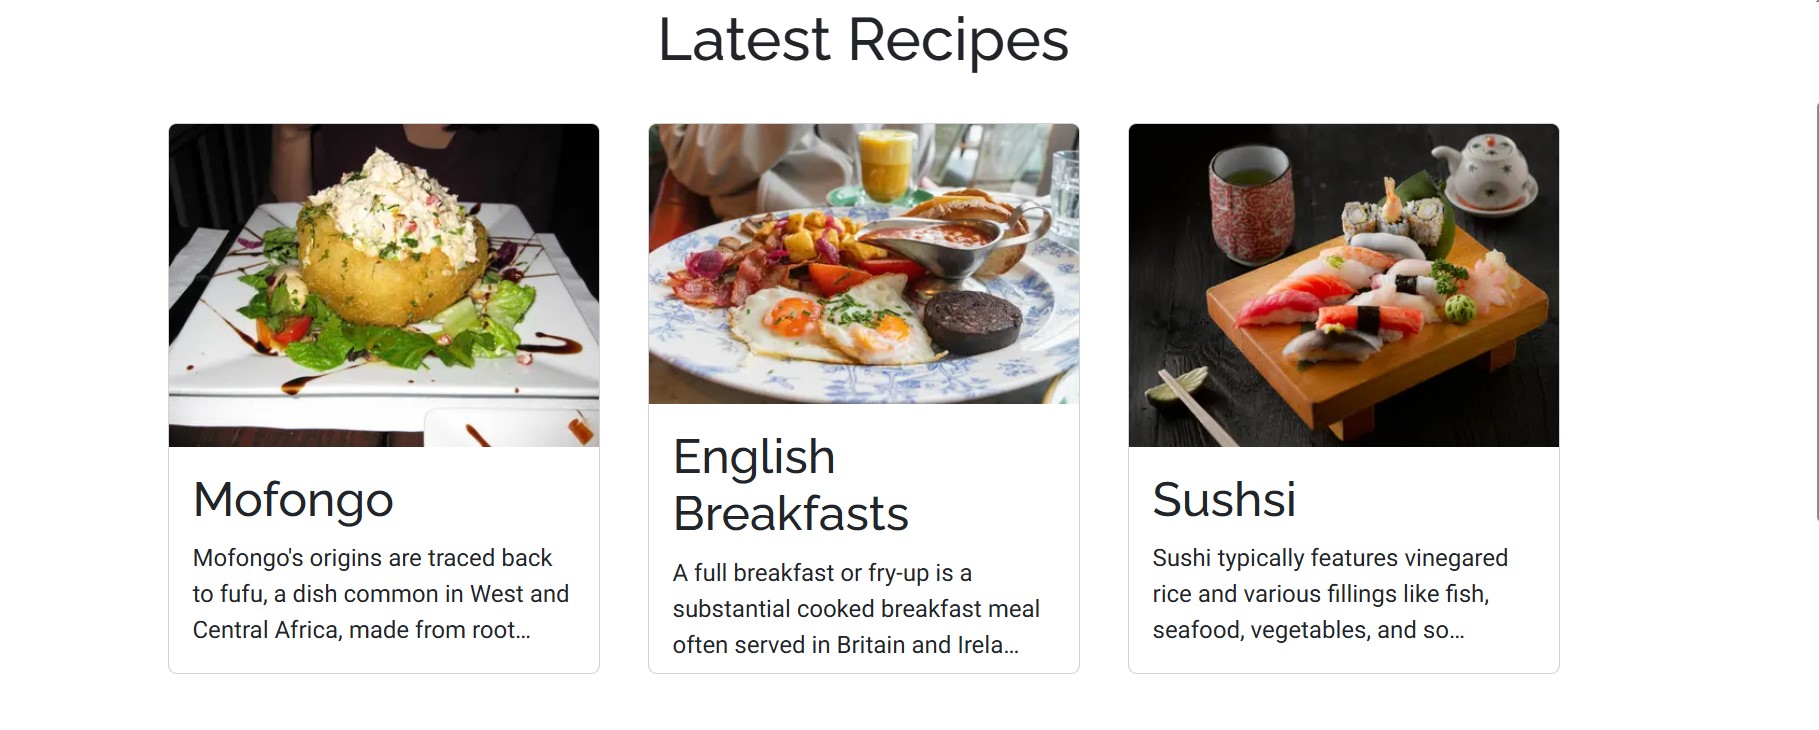 Latest Recipes
Mofongo
Mofongo's origins are traced back
to fufu, a dish common in West and
Central Africa, made from root...
English
Breakfasts
A full breakfast or fry-up is a
substantial cooked breakfast meal
often served in Britain and Irela...
Sushsi
Sushi typically features vinegared
rice and various fillings like fish,
seafood, vegetables, and so...